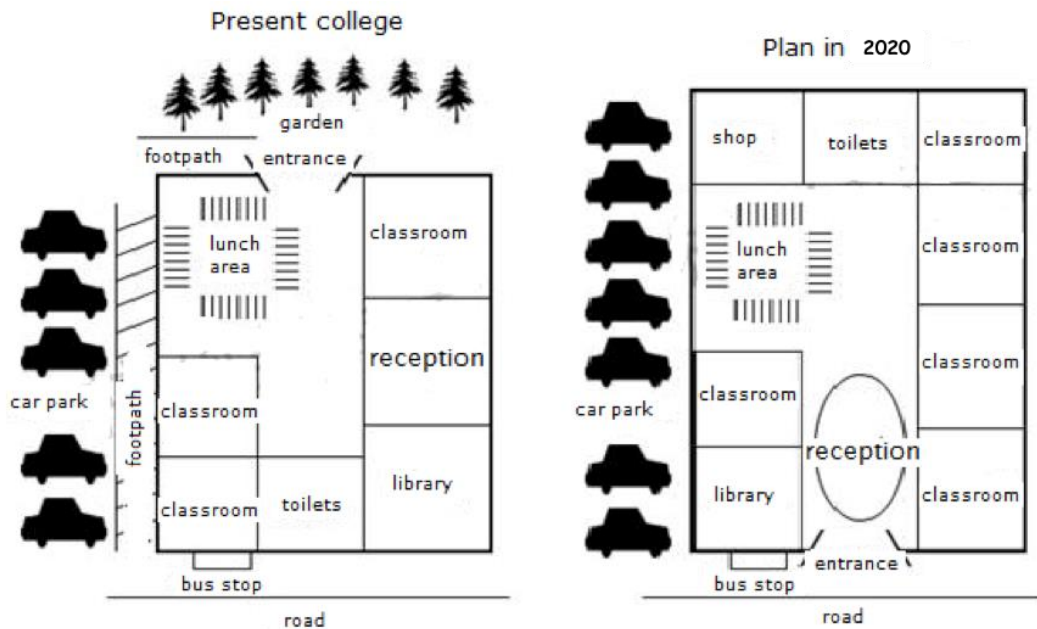 Present college
garden
footpath
entrance
lunch
area
classroom
reception
car park
footpath
classroom
library
classroom
toilets
bus stop
road
Plan in 2020
shop
toilets
classroom
lunch
area
classroom
classroom
classroom
car park
reception
library
classroom
entrance
bus stop
road